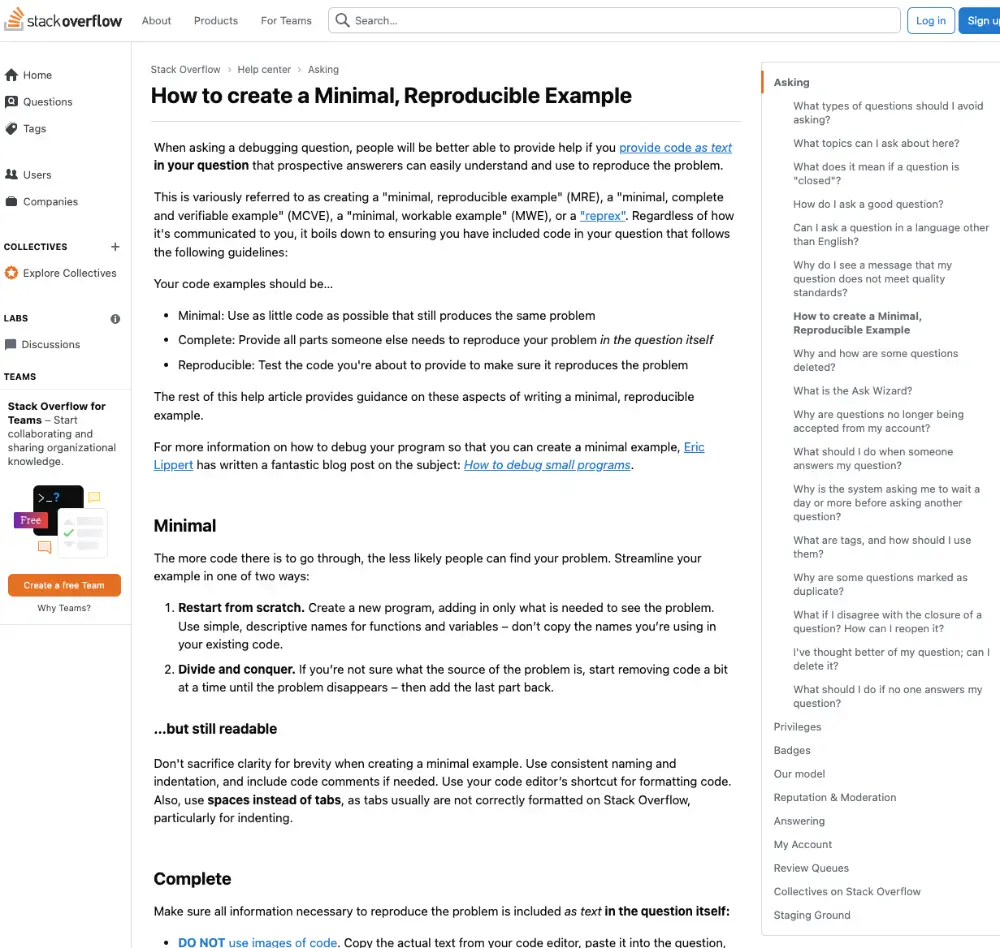 stackoverflow
About
Products
For Teams
Search...
Log in
Sign up
Home
Questions
Tags
Users
Companies
COLLECTIVES
Explore Collectives
LABS
Discussions
TEAMS
Stack Overflow for
Teams – Start
collaborating and
sharing organizational
knowledge.
>_?
Free
Create a free Team
Why Teams?
Stack Overflow › Help center › Asking
How to create a Minimal, Reproducible Example
When asking a debugging question, people will be better able to provide help if you provide code as text
in your question that prospective answerers can easily understand and use to reproduce the problem.
This is variously referred to as creating a "minimal, reproducible example" (MRE), a "minimal, complete
and verifiable example" (MCVE), a "minimal, workable example" (MWE), or a "reprex". Regardless of how
it's communicated to you, it boils down to ensuring you have included code in your question that follows
the following guidelines:
Your code examples should be...
• Minimal: Use as little code as possible that still produces the same problem
• Complete: Provide all parts someone else needs to reproduce your problem in the question itself
• Reproducible: Test the code you're about to provide to make sure it reproduces the problem
The rest of this help article provides guidance on these aspects of writing a minimal, reproducible
example.
For more information on how to debug your program so that you can create a minimal example, Eric
Lippert has written a fantastic blog post on the subject: How to debug small programs.
Minimal
The more code there is to go through, the less likely people can find your problem. Streamline your
example in one of two ways:
1. Restart from scratch. Create a new program, adding in only what is needed to see the problem.
Use simple, descriptive names for functions and variables – don't copy the names you're using in
your existing code.
2. Divide and conquer. If you're not sure what the source of the problem is, start removing code a bit
at a time until the problem disappears – then add the last part back.
...but still readable
Don't sacrifice clarity for brevity when creating a minimal example. Use consistent naming and
indentation, and include code comments if needed. Use your code editor's shortcut for formatting code.
Also, use spaces instead of tabs, as tabs usually are not correctly formatted on Stack Overflow,
particularly for indenting.
Complete
Make sure all information necessary to reproduce the problem is included as text in the question itself:
• DO NOT use images of code. Copy the actual text from your code editor, paste it into the question,
Asking
What types of questions should I avoid
asking?
What topics can I ask about here?
What does it mean if a question is
"closed"?
How do I ask a good question?
Can I ask a question in a language other
than English?
Why do I see a message that my
question does not meet quality
standards?
How to create a Minimal,
Reproducible Example
Why and how are some questions
deleted?
What is the Ask Wizard?
Why are questions no longer being
accepted from my account?
What should I do when someone
answers my question?
Why is the system asking me to wait a
day or more before asking another
question?
What are tags, and how should I use
them?
Why are some questions marked as
duplicate?
What if I disagree with the closure of a
question? How can I reopen it?
I've thought better of my question; can I
delete it?
What should I do if no one answers my
question?
Privileges
Badges
Our model
Reputation & Moderation
Answering
My Account
Review Queues
Collectives on Stack Overflow
Staging Ground